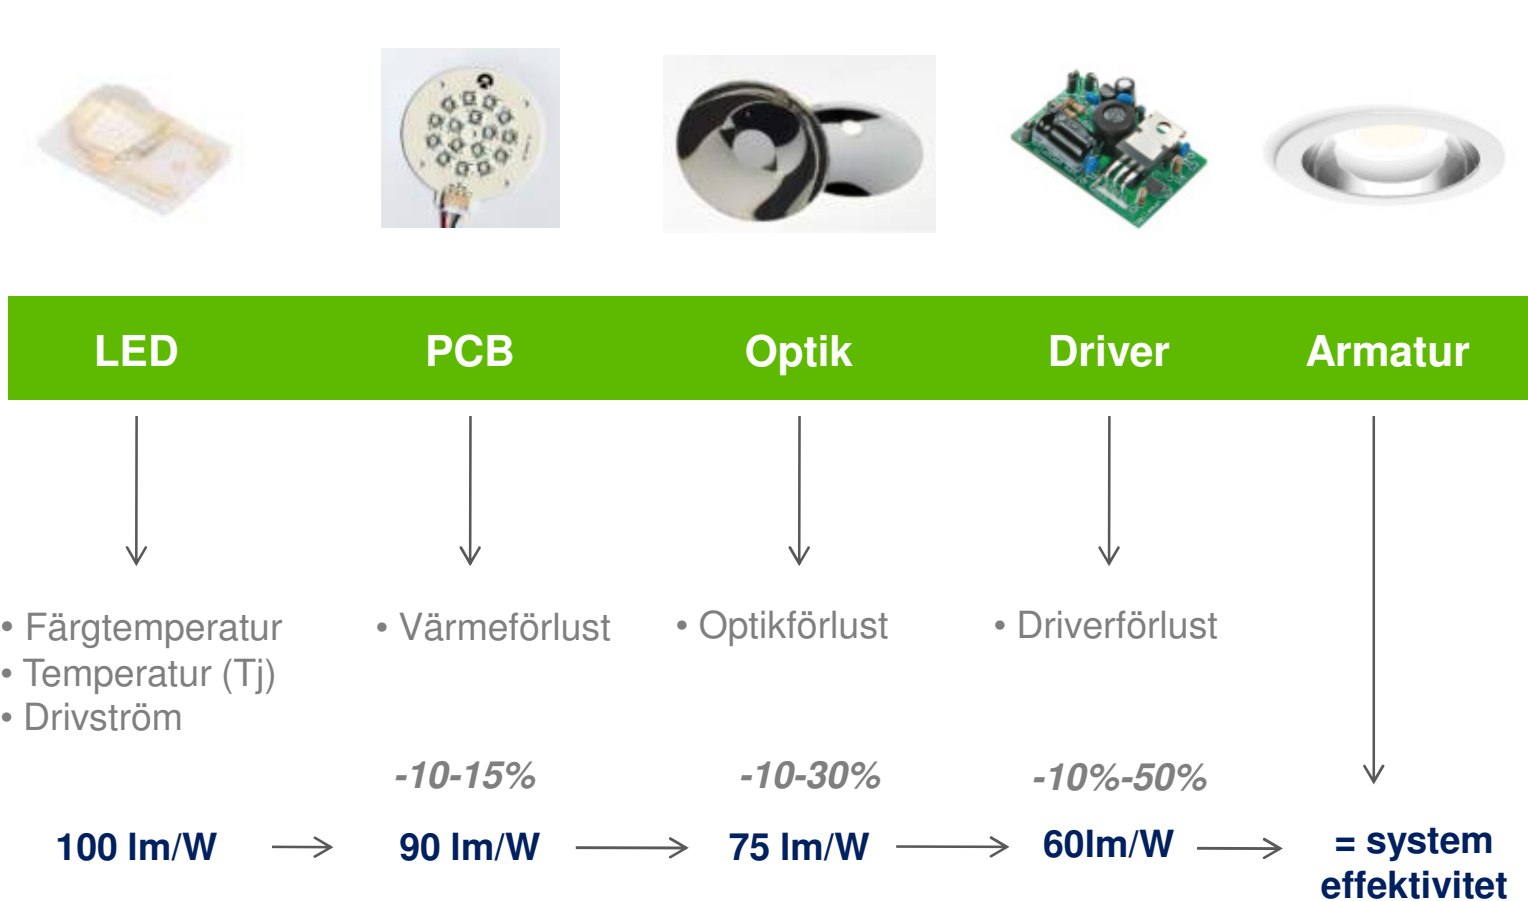 LED
PCB
Optik
Driver
Armatur
• Färgtemperatur
• Temperatur (Tj)
• Drivström
• Värmeförlust
• Optikförlust
• Driverförlust
-10-15%
-10-30%
-10%-50%
100 lm/W
90 lm/W
75 lm/W
60lm/W
= system
effektivitet